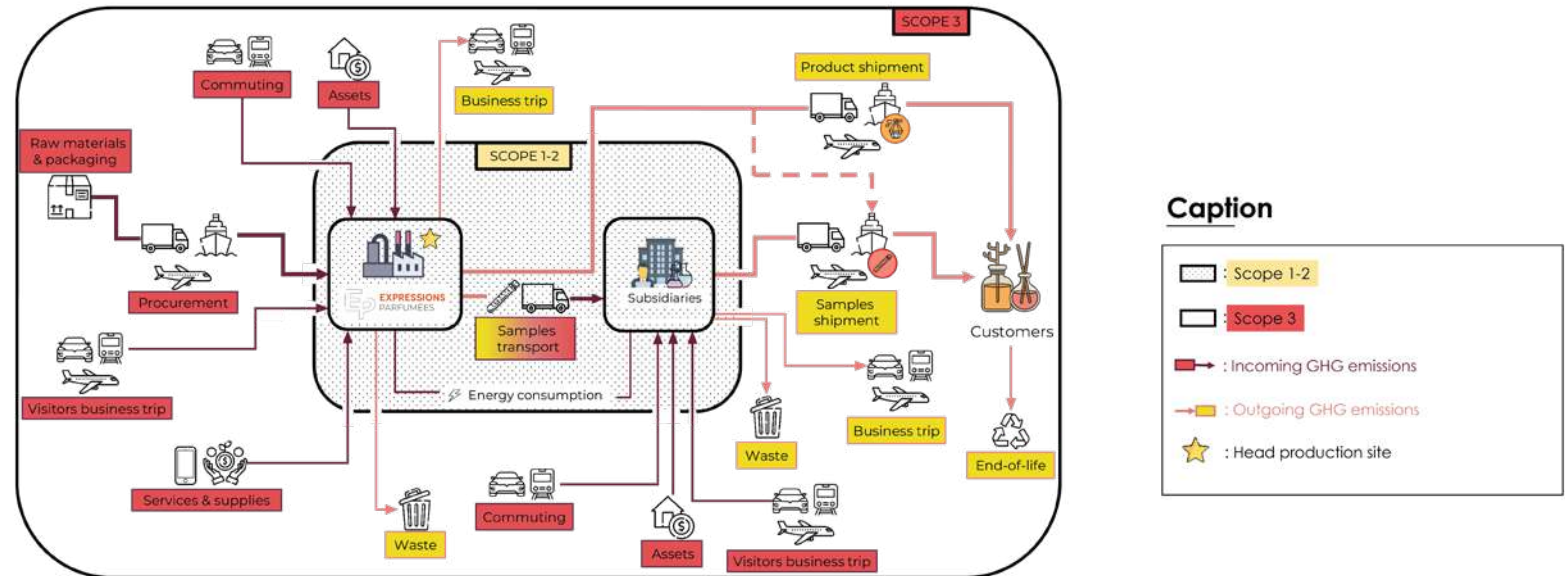 SCOPE 3
Commuting
Assets
Business trip
Product shipment
Raw materials
& packaging
SCOPE 1-2
Procurement
EP EXPRESSIONS
PARFUMÉES
Samples
transport
Subsidiaries
Samples
shipment
Customers
Visitors business trip
Energy consumption
Services & supplies
Waste
Commuting
Assets
Visitors business trip
Waste
Business trip
End-of-life
Caption
: Scope 1-2
: Scope 3
: Incoming GHG emissions
: Outgoing GHG emissions
: Head production site